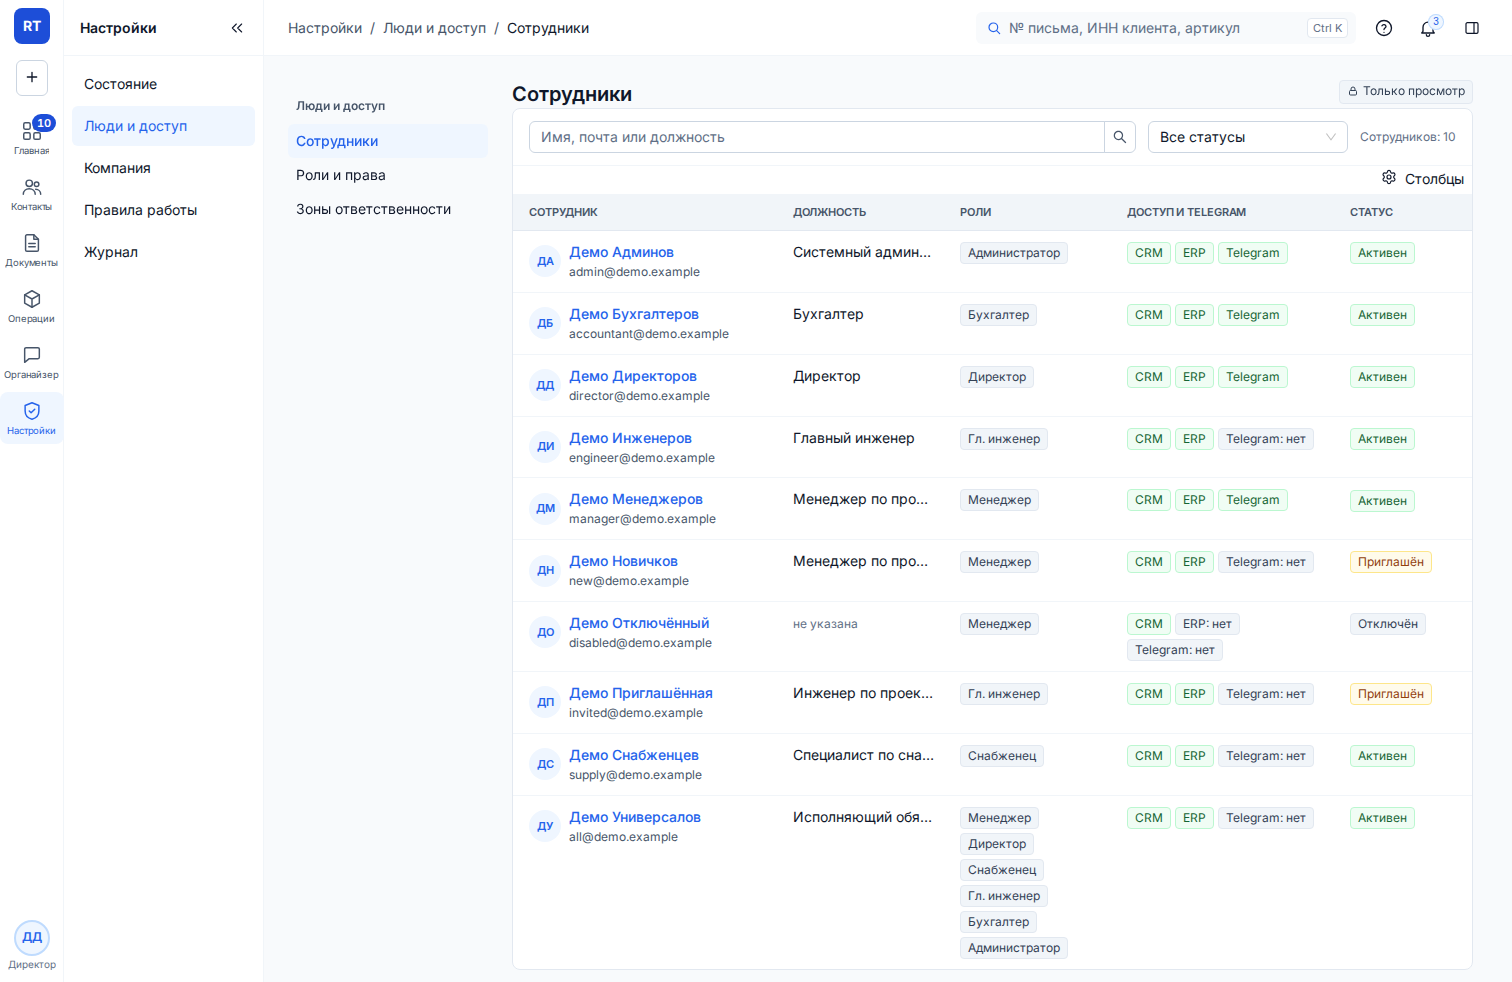 RT
Настройки
Настройки / Люди и доступ / Сотрудники
№ письма, ИНН клиента, артикул
Ctrl K
3
10
Главная
Контакты
Документы
Операции
Органайзер
Настройки
ДД
Директор
Состояние
Люди и доступ
Компания
Правила работы
Журнал
Люди и доступ
Сотрудники
Роли и права
Зоны ответственности
Сотрудники
Только просмотр
Имя, почта или должность
Все статусы
Сотрудников: 10
Столбцы
СОТРУДНИК ДОЛЖНОСТЬ РОЛИ ДОСТУП И TELEGRAM СТАТУС
ДА Демо Админов Системный админ... Администратор CRM ERP Telegram Активен
admin@demo.example
ДБ Демо Бухгалтеров Бухгалтер Бухгалтер CRM ERP Telegram Активен
accountant@demo.example
ДД Демо Директоров Директор Директор CRM ERP Telegram Активен
director@demo.example
ДИ Демо Инженеров Главный инженер Гл. инженер CRM ERP Telegram: нет Активен
engineer@demo.example
ДМ Демо Менеджеров Менеджер по про... Менеджер CRM ERP Telegram Активен
manager@demo.example
ДН Демо Новичков Менеджер по про... Менеджер CRM ERP Telegram: нет Приглашён
new@demo.example
ДО Демо Отключённый не указана Менеджер CRM ERP: нет Отключён
disabled@demo.example Telegram: нет
ДП Демо Приглашённая Инженер по проек... Гл. инженер CRM ERP Telegram: нет Приглашён
invited@demo.example
ДС Демо Снабженцев Специалист по сна... Снабженец CRM ERP Telegram: нет Активен
supply@demo.example
ДУ Демо Универсалов Исполняющий обя... Менеджер CRM ERP Telegram: нет Активен
all@demo.example
Директор
Снабженец
Гл. инженер
Бухгалтер
Администратор